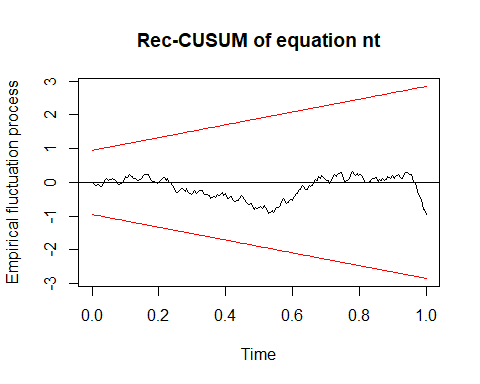 Rec-CUSUM of equation nt
Empirical fluctuation process
3
2
1
0
-1
-2
-3
0.0 0.2 0.4 0.6 0.8 1.0
Time